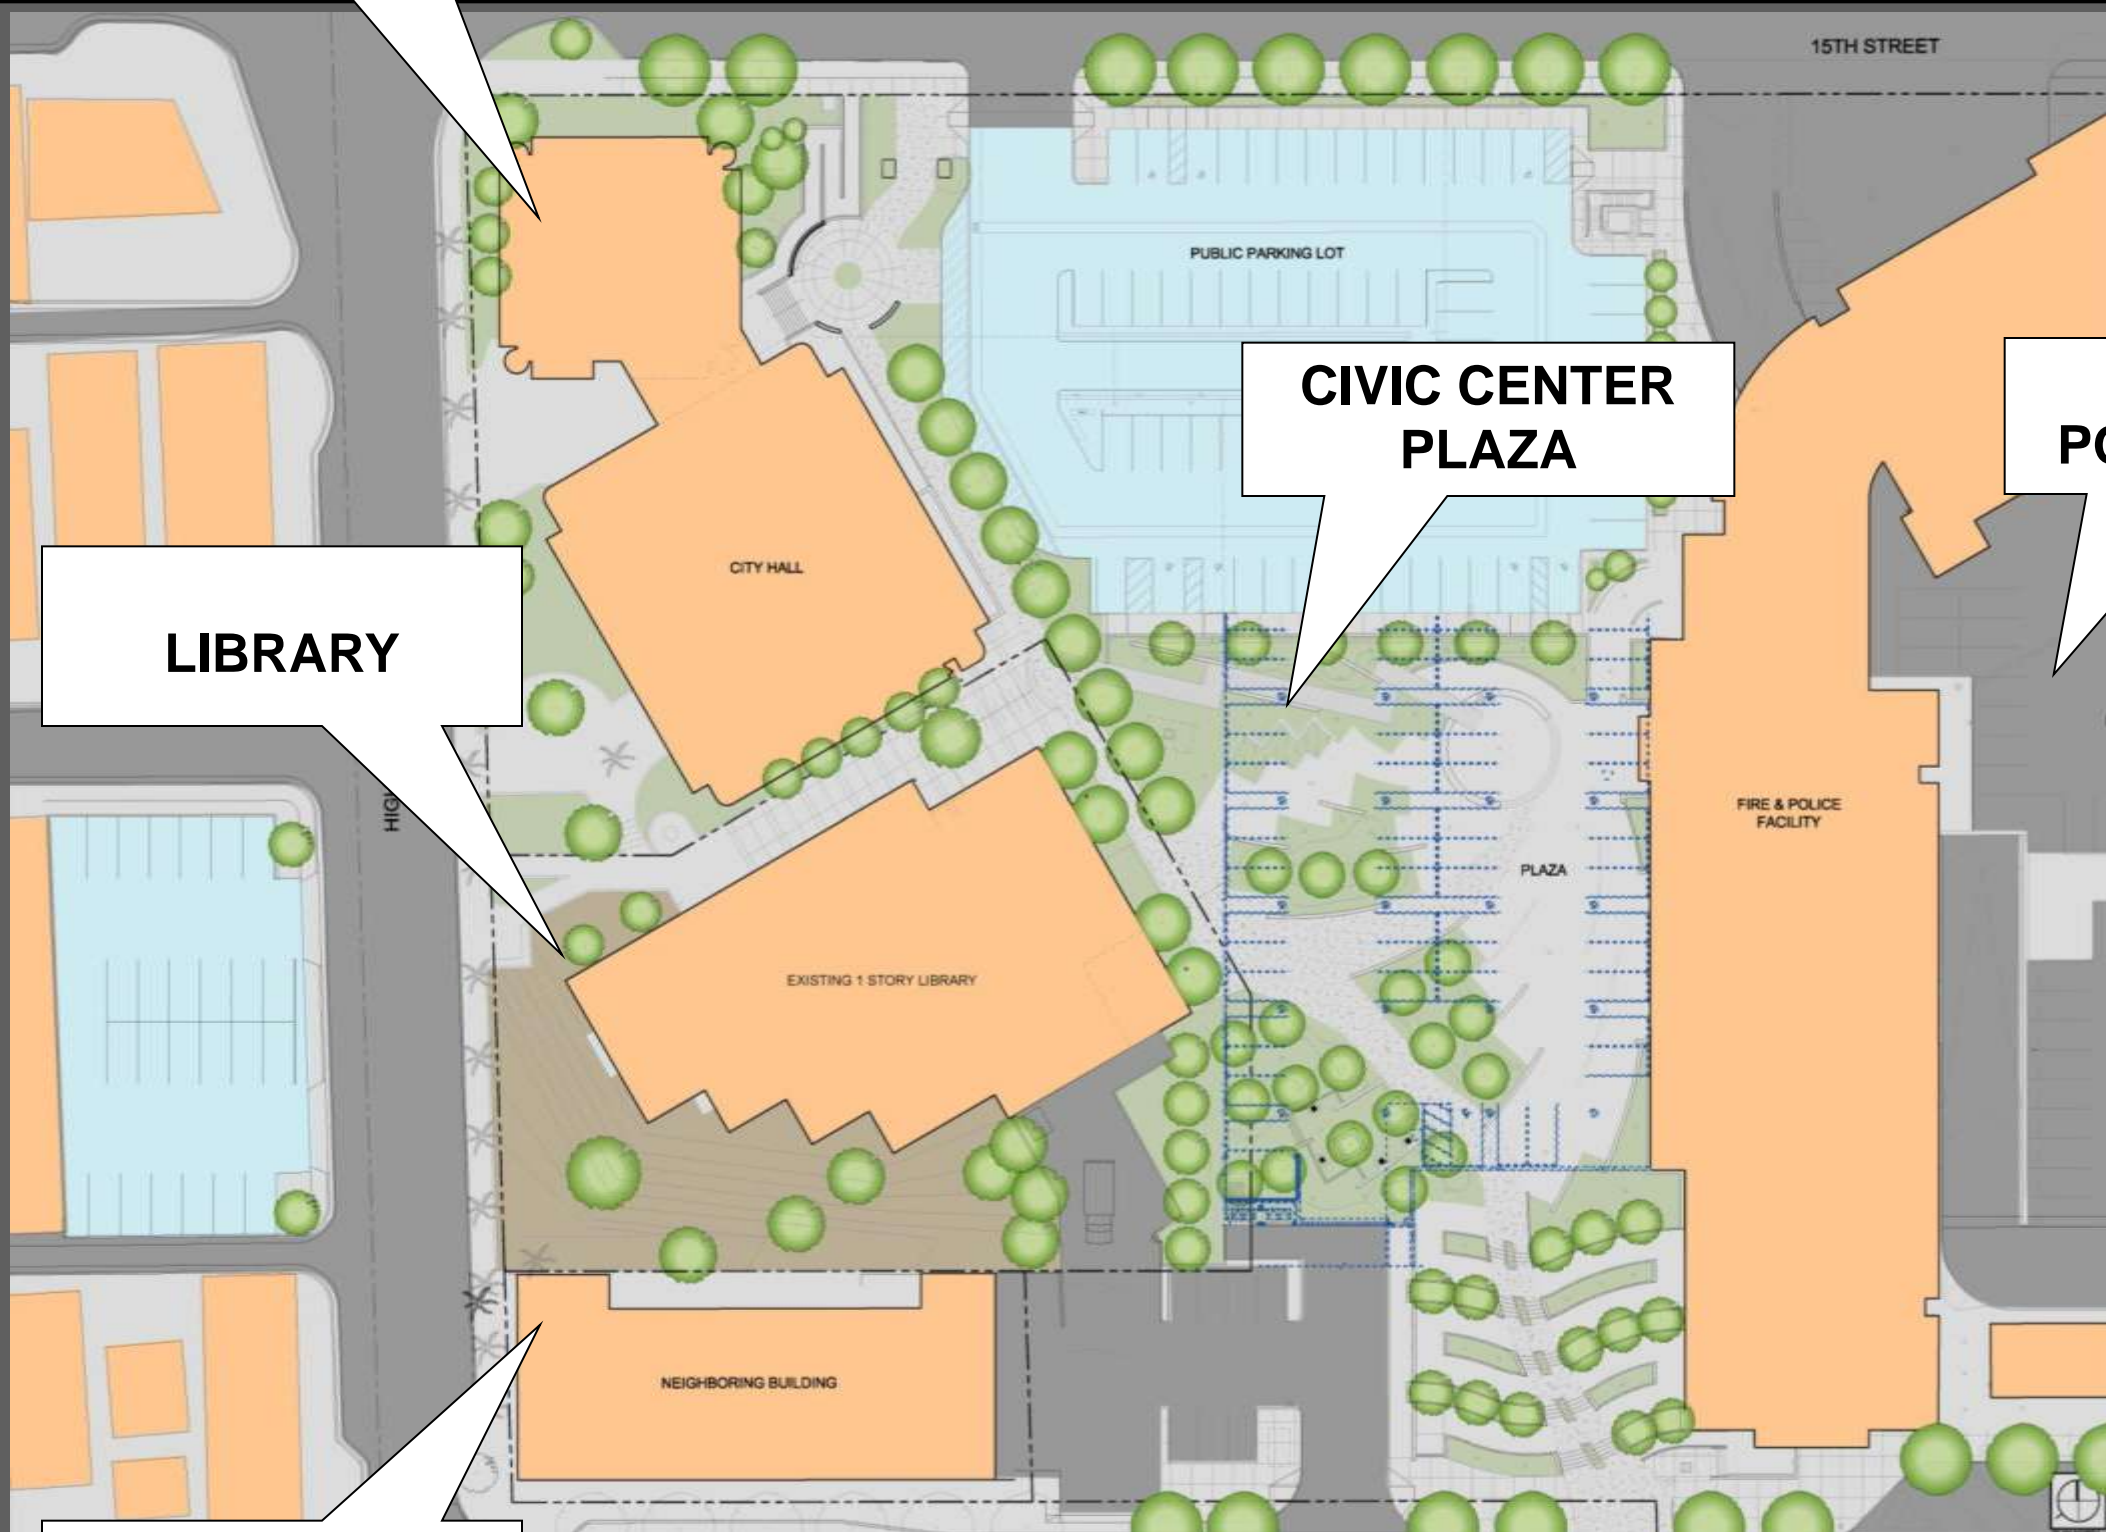 15TH STREET
PUBLIC PARKING LOT
CIVIC CENTER
PLAZA
CITY HALL
LIBRARY
FIRE & POLICE
FACILITY
PLAZA
EXISTING 1 STORY LIBRARY
NEIGHBORING BUILDING